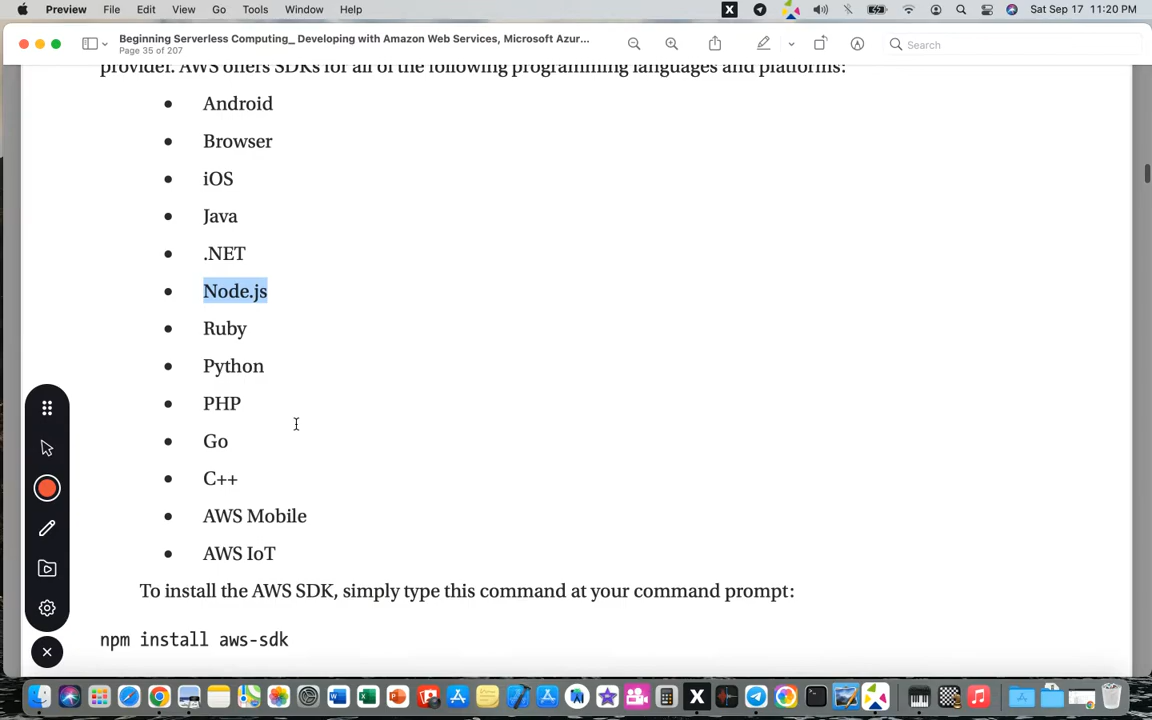 Preview File Edit View Go Tools Window Help Sat Sep 17 11:20 PM
Beginning Serverless Computing_ Developing with Amazon Web Services, Microsoft Azur...
Page 35 of 207
Search
provider. AWS offers SDKs for all of the following programming languages and platforms:
• Android
• Browser
• iOS
• Java
• .NET
• Node.js
• Ruby
• Python
• PHP
• Go
• C++
• AWS Mobile
• AWS IoT
To install the AWS SDK, simply type this command at your command prompt:
npm install aws-sdk